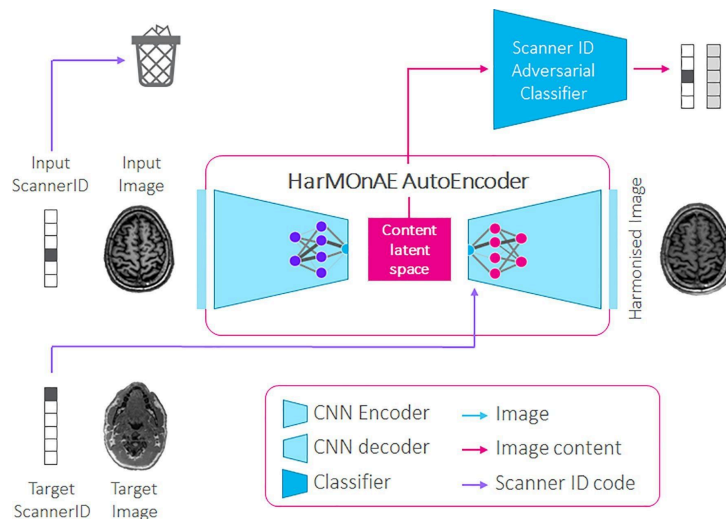 Scanner ID
Adversarial
Classifier
Input
ScannerID
Input
Image
HarMOnAE AutoEncoder
Content
latent
space
Harmonised Image
Target
ScannerID
Target
Image
CNN Encoder
CNN decoder
Classifier
Image
Image content
Scanner ID code